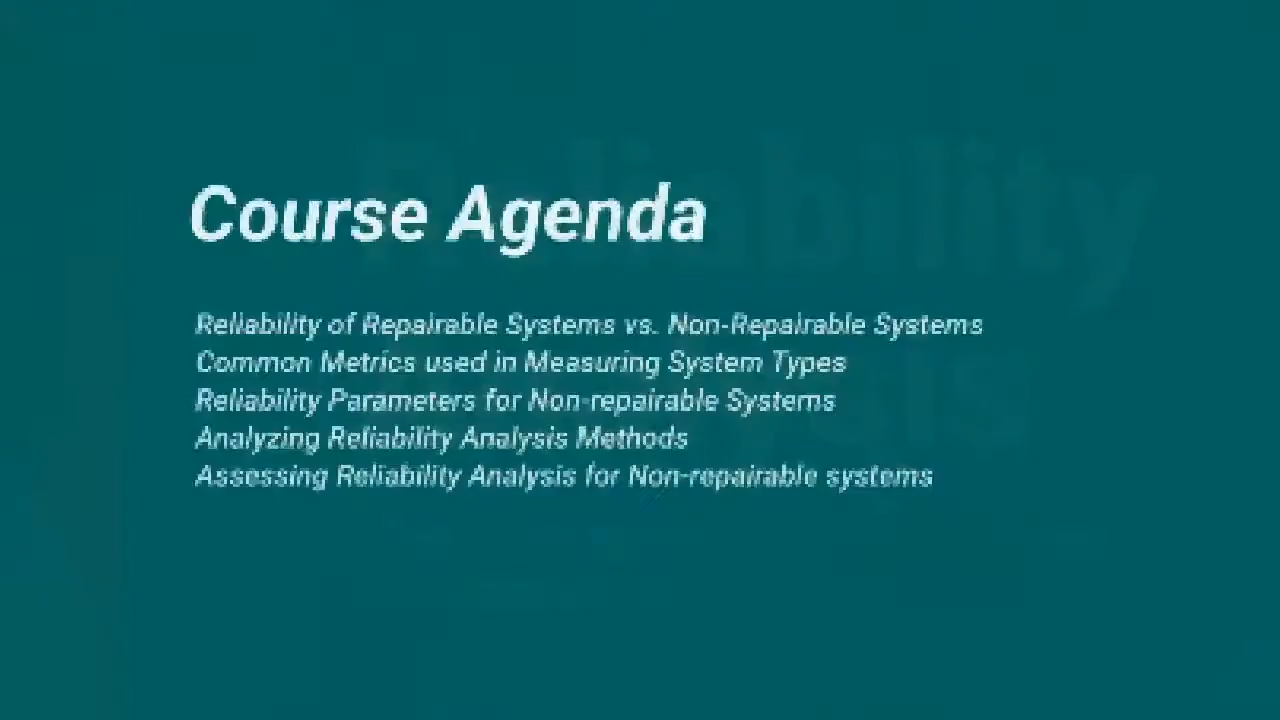 Course Agenda
Reliability of Repairable Systems vs. Non-Repairable Systems
Common Metrics used in Measuring System Types
Reliability Parameters for Non-repairable Systems
Analyzing Reliability Analysis Methods
Assessing Reliability Analysis for Non-repairable systems